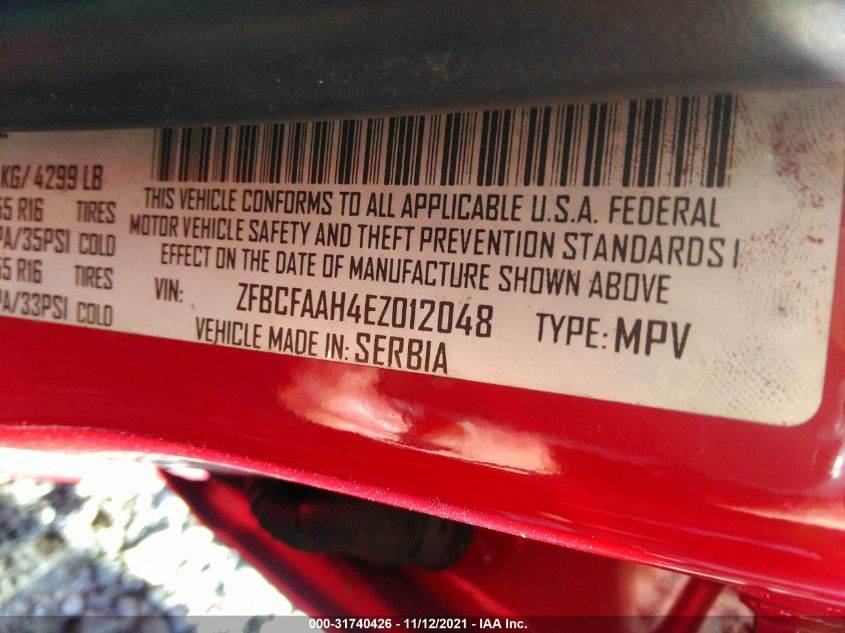 KG/ 4299 LB
55 R16 TIRES
PA/35PSI COLD
55 R16 TIRES
PA/33PSI COLD
THIS VEHICLE CONFORMS TO ALL APPLICABLE U.S.A. FEDERAL
MOTOR VEHICLE SAFETY AND THEFT PREVENTION STANDARDS I
EFFECT ON THE DATE OF MANUFACTURE SHOWN ABOVE
VIN: ZFBCFAAH4EZ012048 TYPE: MPV
VEHICLE MADE IN: SERBIA
000-31740426 - 11/12/2021 - IAA Inc.